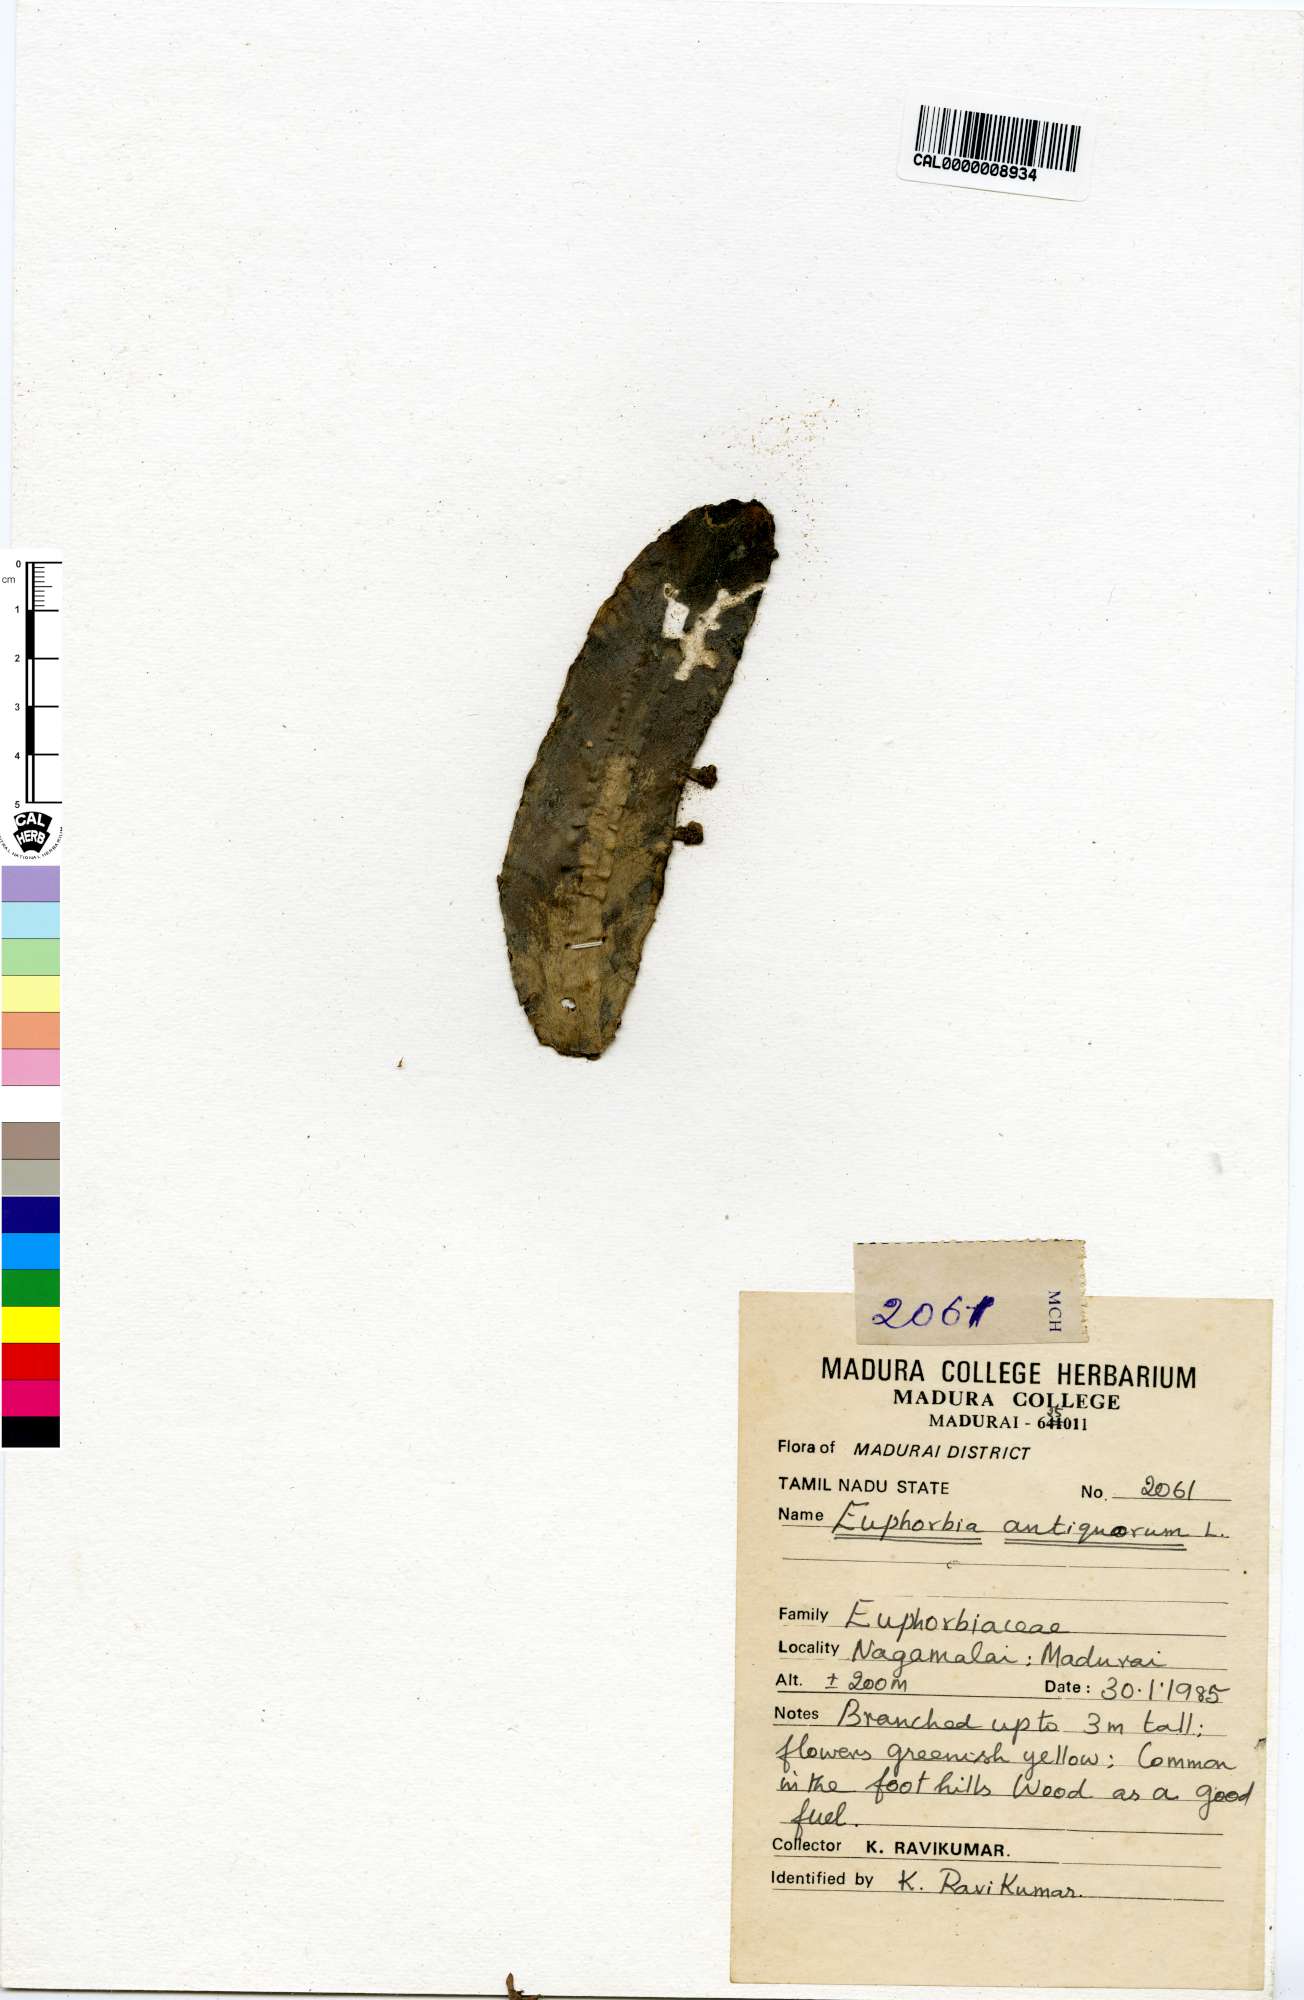 CAL0000008934
0
cm
1
2
3
4
5
CAL
HERB
CENTRAL NATIONAL HERBARIUM
2061
MCH
MADURA COLLEGE HERBARIUM
MADURA COLLEGE
35
MADURAI - 641011
Flora of MADURAI DISTRICT
TAMIL NADU STATE No. 2061
Name Euphorbia antiquorum L.
Family Euphorbiaceae
Locality Nagamalai; Madurai
Alt. ± 200m Date: 30.1.1985
Notes Branched upto 3m tall;
flowers greenish yellow; Common
in the foot hills Wood as a good
fuel.
Collector K. RAVIKUMAR.
Identified by K. RaviKumar.